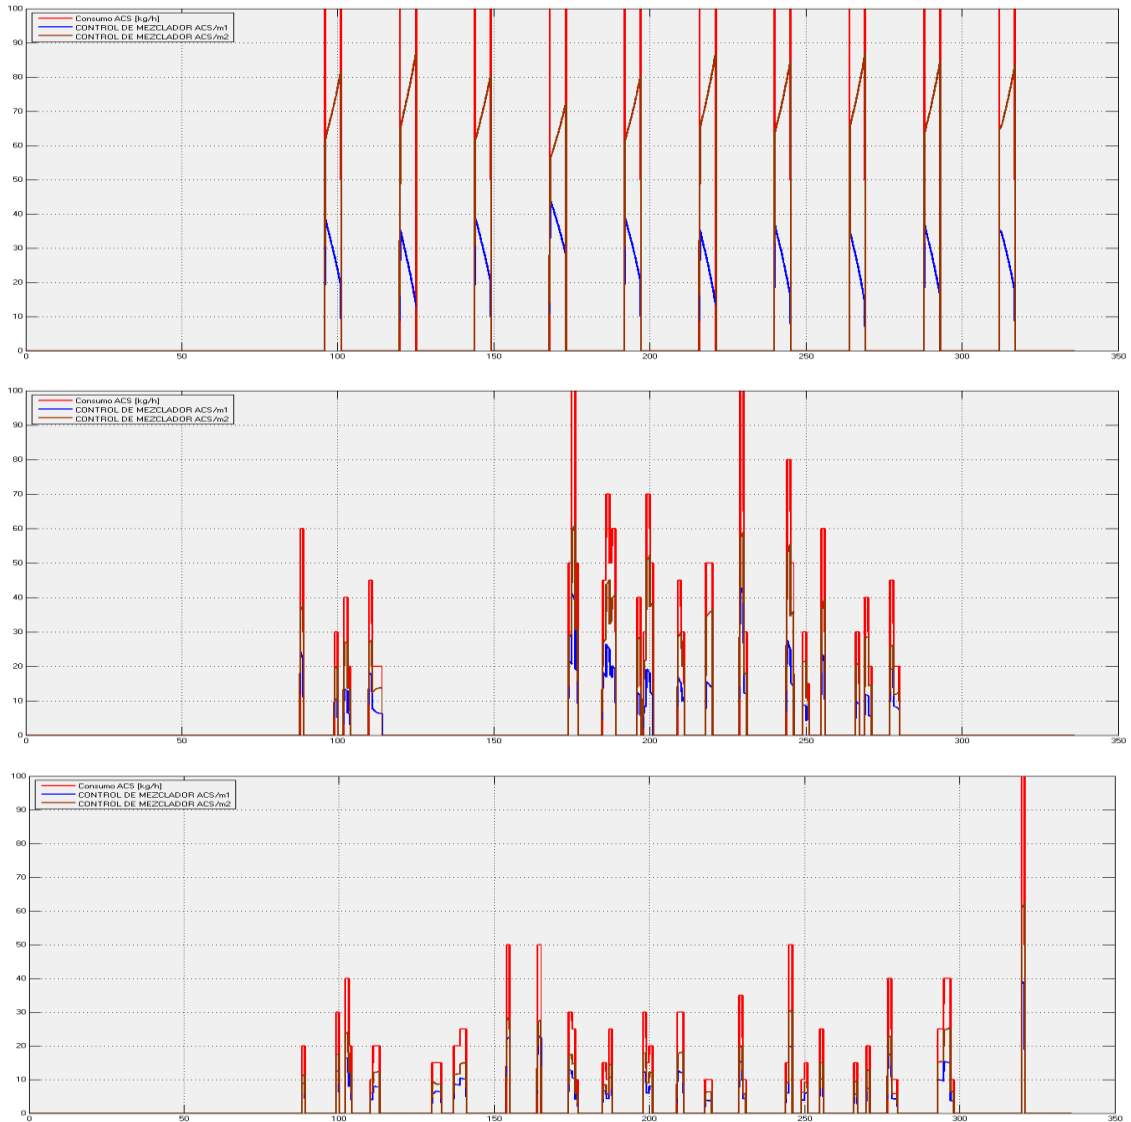 100
Consumo ACS [kg/h]
CONTROL DE MEZCLADOR ACS/m1
CONTROL DE MEZCLADOR ACS/m2
90
80
70
60
50
40
30
20
10
0
0 50 100 150 200 250 300 350
100
Consumo ACS [kg/h]
CONTROL DE MEZCLADOR ACS/m1
CONTROL DE MEZCLADOR ACS/m2
90
80
70
60
50
40
30
20
10
0
0 50 100 150 200 250 300 350
100
Consumo ACS [kg/h]
CONTROL DE MEZCLADOR ACS/m1
CONTROL DE MEZCLADOR ACS/m2
90
80
70
60
50
40
30
20
10
0
0 50 100 150 200 250 300 350